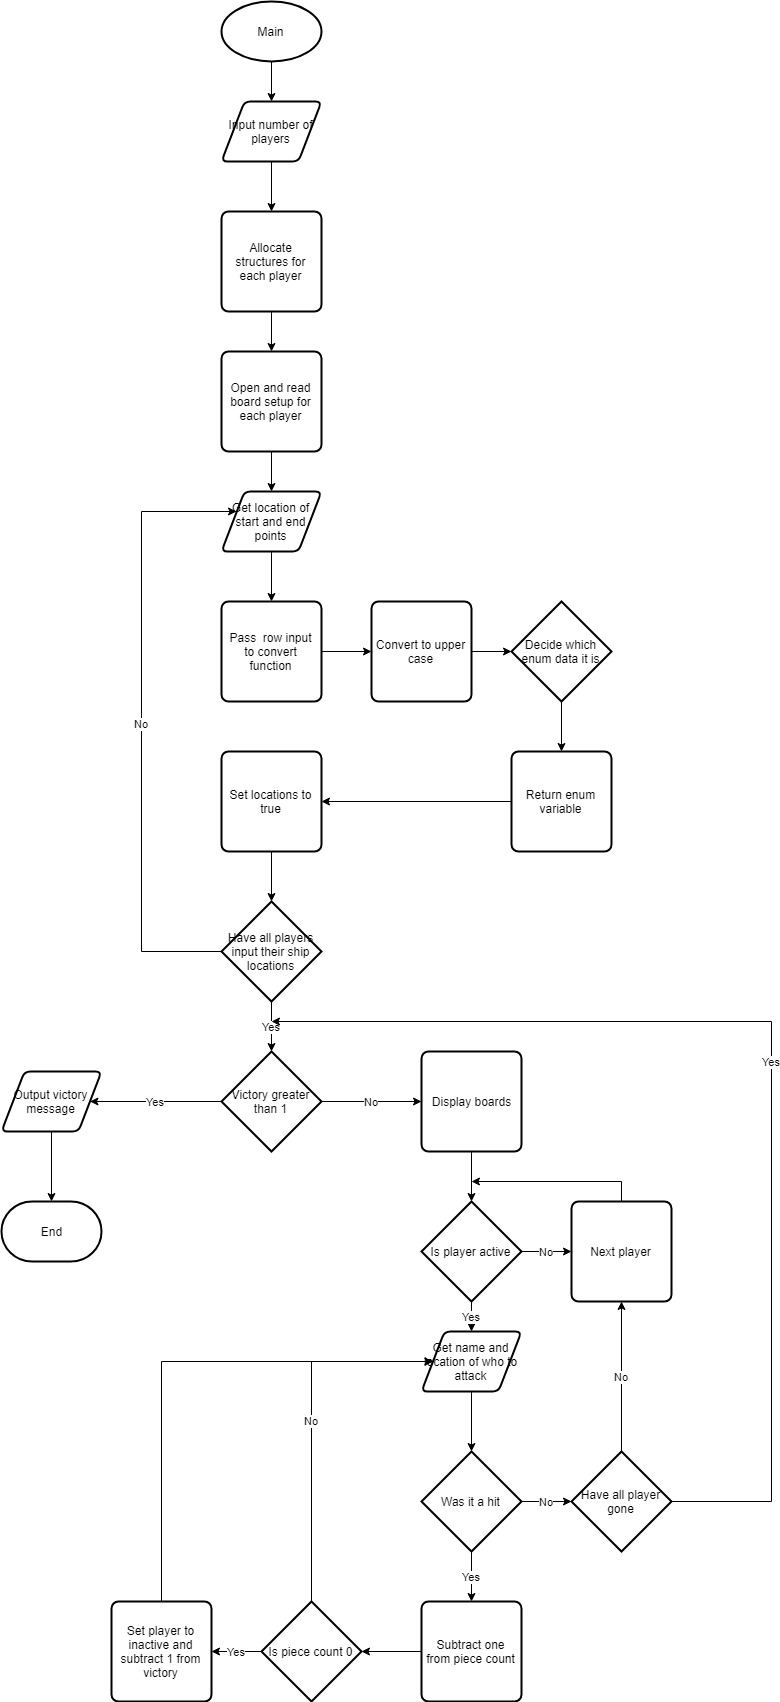 Main
Input number of
players
Allocate
structures for
each player
Open and read
board setup for
each player
Get location of
start and end
points
Pass row input
to convert
function
Convert to upper
case
Decide which
enum data it is
No
Set locations to
true
Return enum
variable
Have all players
input their ship
locations
Yes
Yes
Output victory
message
Yes
Victory greater
than 1
No
Display boards
End
Is player active
No
Next player
Yes
Get name and
location of who to
attack
No
No
Was it a hit
No
Have all player
gone
Yes
Set player to
inactive and
subtract 1 from
victory
Yes
Is piece count 0
Subtract one
from piece count